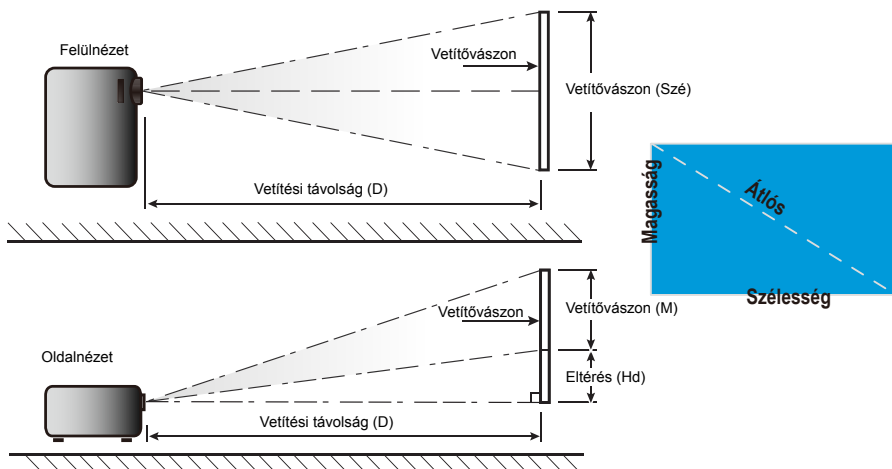 Felülnézet
Vetítővászon
Vetítővászon (Szé)
Vetítési távolság (D)
Magasság
Átlós
Szélesség
Vetítővászon
Vetítővászon (M)
Oldalnézet
Eltérés (Hd)
Vetítési távolság (D)